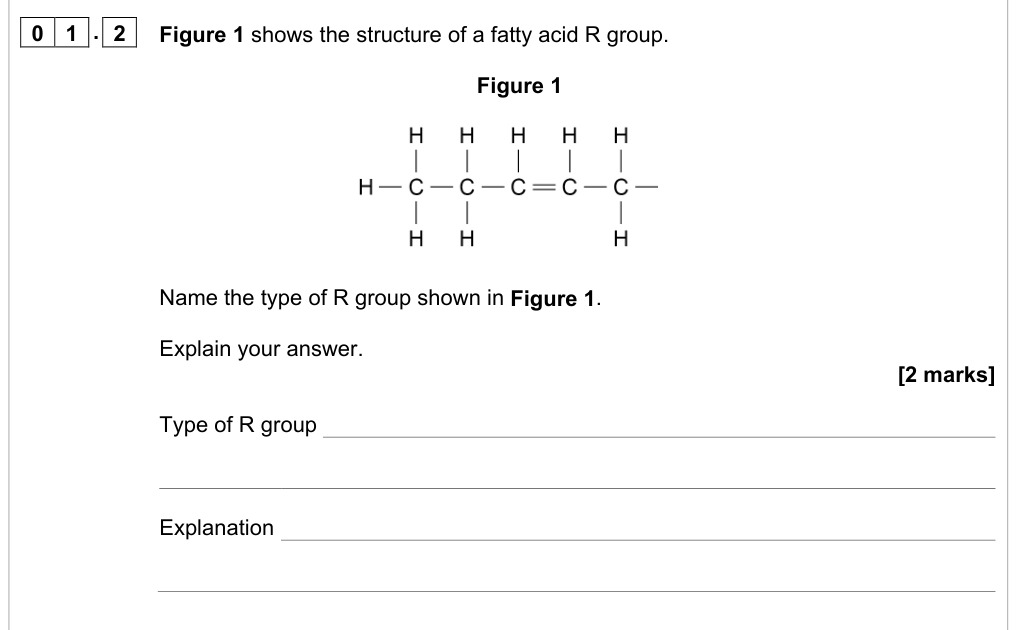 0 1 . 2 Figure 1 shows the structure of a fatty acid R group.
Figure 1
H H H H H
H C C C C C
H H H
Name the type of R group shown in Figure 1.
Explain your answer.
[2 marks]
Type of R group
Explanation